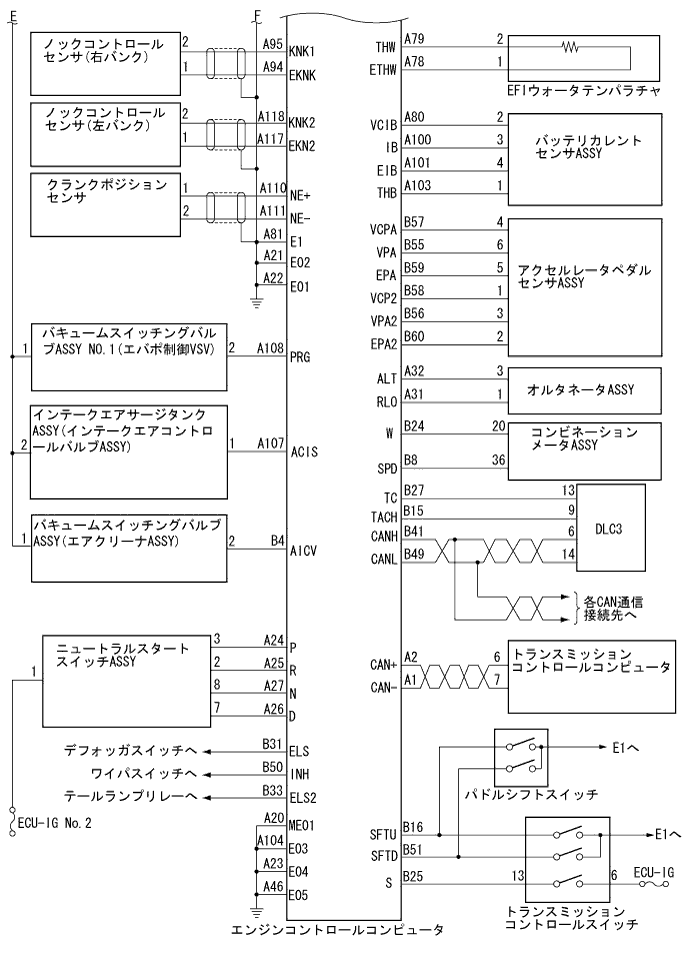 E
F
ノックコントロール
センサ(右バンク)
2
A95
KNK1
1
A94
EKNK
ノックコントロール
センサ(左バンク)
2
A118
KNK2
1
A117
EKN2
クランクポジション
センサ
1
A110
NE+
2
A111
NE-
A81
E1
A21
E02
A22
E01
バキュームスイッチングバル
ブASSY NO.1(エバポ制御VSV)
1
2
A108
PRG
インテークエアサージタンク
ASSY(インテークエアコントロ
ールバルブASSY)
2
1
A107
ACIS
バキュームスイッチングバルブ
ASSY(エアクリーナASSY)
1
2
B4
AICV
ニュートラルスタート
スイッチASSY
1
3
A24
P
2
A25
R
8
A27
N
7
A26
D
デフォッガスイッチへ
B31
ELS
ワイパスイッチへ
B50
INH
テールランプリレーへ
B33
ELS2
ECU-IG No.2
A20
ME01
A104
E03
A23
E04
A46
E05
エンジンコントロールコンピュータ
THW
A79
2
ETHW
A78
1
EFIウォータテンパラチャ
VCIB
A80
2
IB
A100
3
EIB
A101
4
THB
A103
1
バッテリカレント
センサASSY
VCPA
B57
4
VPA
B55
6
EPA
B59
5
VCP2
B58
1
VPA2
B56
3
EPA2
B60
2
アクセルレータペダル
センサASSY
ALT
A32
3
RLO
A31
1
オルタネータASSY
W
B24
20
SPD
B8
36
コンビネーション
メータASSY
TC
B27
13
TACH
B15
9
CANH
B41
6
CANL
B49
14
DLC3
各CAN通信
接続先へ
CAN+
A2
6
CAN-
A1
7
トランスミッション
コントロールコンピュータ
E1へ
パドルシフトスイッチ
SFTU
B16
E1へ
SFTD
B51
S
B25
13
6
ECU-IG
トランスミッション
コントロールスイッチ